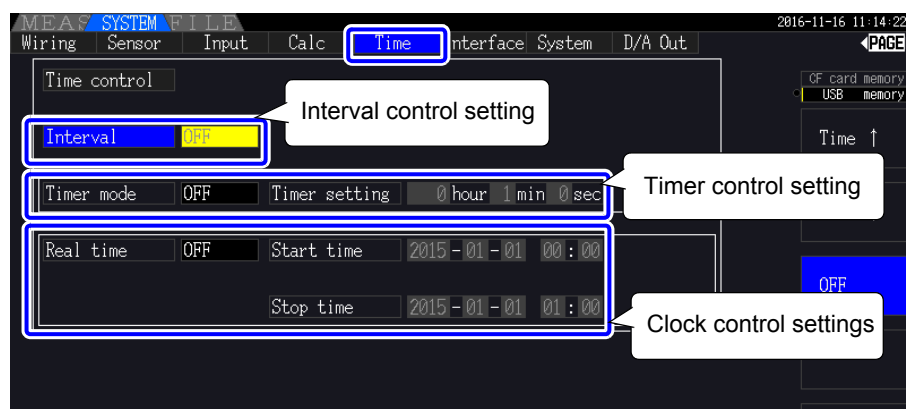 MEAS SYSTEM FILE 2016-11-16 11:14:22
Wiring Sensor Input Calc Time nterface System D/A Out PAGE
Time control
CF card memory
USB memory
Interval control setting
Interval OFF
Time ↑
Timer control setting
Timer mode OFF Timer setting 0 hour 1 min 0 sec
Real time OFF Start time 2015-01-01 00:00
OFF
Stop time 2015-01-01 01:00
Clock control settings